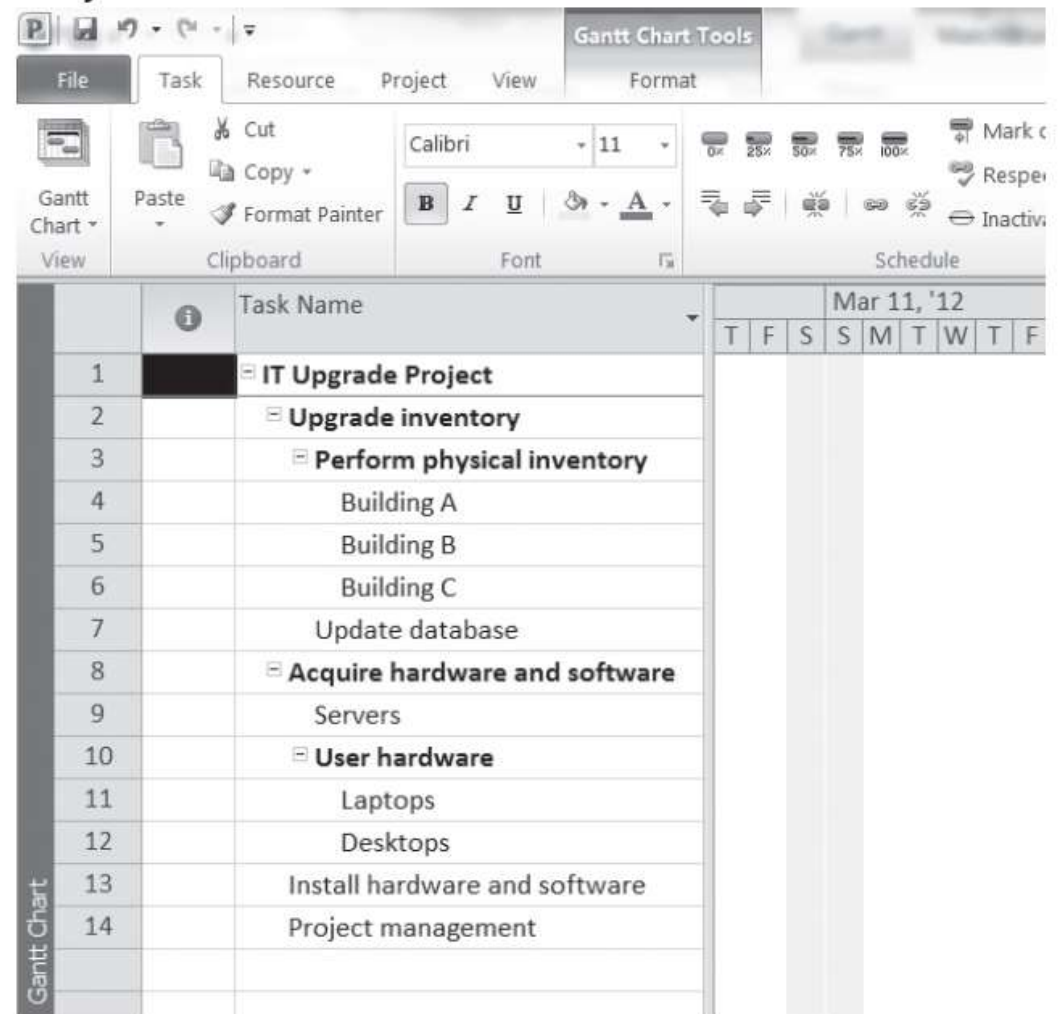 P
Gantt Chart Tools
File Task Resource Project View Format
Cut
Copy
Format Painter
Gantt Chart
Paste
Calibri 11
B I U A
0% 25% 50% 75% 100%
Mark
Inactiv
View Clipboard Font Schedule
Task Name
Mar 11, '12
T F S S M T W T F
1 IT Upgrade Project
2 Upgrade inventory
3 Perform physical inventory
4 Building A
5 Building B
6 Building C
7 Update database
8 Acquire hardware and software
9 Servers
10 User hardware
11 Laptops
12 Desktops
13 Install hardware and software
14 Project management
Gantt Chart